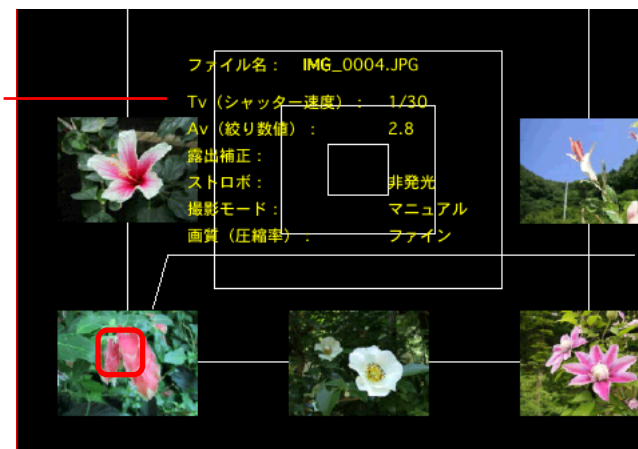 ファイル名： IMG_0004.JPG
Tv（シャッター速度）： 1/30
Av（絞り数値）： 2.8
露出補正：
ストロボ： 非発光
撮影モード： マニュアル
画質（圧縮率）： ファイン